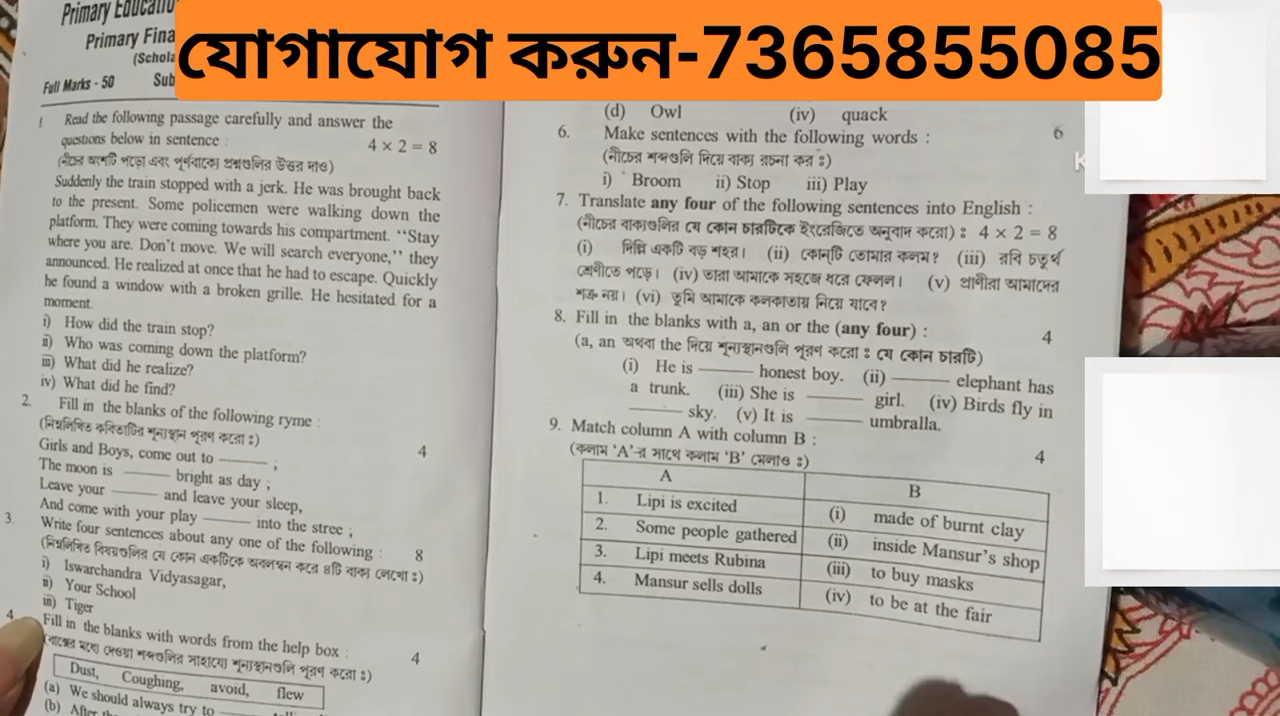 যোগাযোগ করুন-7365855085
Primary Educatio
Primary Fina
(Schola
Full Marks - 50 Sub
1. Read the following passage carefully and answer the
questions below in sentence : 4 × 2 = 8
(নীচের অংশটি পড়ো এবং পূর্ণবাক্যে প্রশ্নগুলির উত্তর দাও)
Suddenly the train stopped with a jerk. He was brought back
to the present. Some policemen were walking down the
platform. They were coming towards his compartment. ‘‘Stay
where you are. Don’t move. We will search everyone,’’ they
announced. He realized at once that he had to escape. Quickly
he found a window with a broken grille. He hesitated for a
moment.
i) How did the train stop?
ii) Who was coming down the platform?
iii) What did he realize?
iv) What did he find?
2. Fill in the blanks of the following ryme :
(নিম্নলিখিত কবিতাটির শূন্যস্থান পূরণ করো ঃ) 4
Girls and Boys, come out to ——— ;
The moon is ——— bright as day ;
Leave your ——— and leave your sleep,
And come with your play ——— into the stree ;
3. Write four sentences about any one of the following : 8
(নিম্নলিখিত বিষয়গুলির যে কোন একটিকে অবলম্বন করে ৪টি বাক্য লেখো ঃ)
i) Iswarchandra Vidyasagar,
ii) Your School
iii) Tiger
4. Fill in the blanks with words from the help box : 4
(বাক্সের মধ্যে দেওয়া শব্দগুলির সাহায্যে শূন্যস্থানগুলি পূরণ করো ঃ)
Dust, Coughing, avoid, flew
(a) We should always try to
(b) After
(d) Owl (iv) quack
6. Make sentences with the following words : 6
(নীচের শব্দগুলি দিয়ে বাক্য রচনা কর ঃ)
i) Broom ii) Stop iii) Play
7. Translate any four of the following sentences into English :
(নীচের বাক্যগুলির যে কোন চারটিকে ইংরেজিতে অনুবাদ করো) ঃ 4 × 2 = 8
(i) দিল্লি একটি বড় শহর। (ii) কোন্‌টি তোমার কলম? (iii) রবি চতুর্থ
শ্রেণীতে পড়ে। (iv) তারা আমাকে সহজে ধরে ফেলল। (v) প্রাণীরা আমাদের
শত্রু নয়। (vi) তুমি আমাকে কলকাতায় নিয়ে যাবে?
8. Fill in the blanks with a, an or the (any four) : 4
(a, an অথবা the দিয়ে শূন্যস্থানগুলি পূরণ করো ঃ যে কোন চারটি)
(i) He is ——— honest boy. (ii) ——— elephant has
a trunk. (iii) She is ——— girl. (iv) Birds fly in
——— sky. (v) It is ——— umbralla.
9. Match column A with column B : 4
(কলাম ‘A’-র সাথে কলাম ‘B’ মেলাও ঃ)
A B
1. Lipi is excited (i) made of burnt clay
2. Some people gathered (ii) inside Mansur’s shop
3. Lipi meets Rubina (iii) to buy masks
4. Mansur sells dolls (iv) to be at the fair